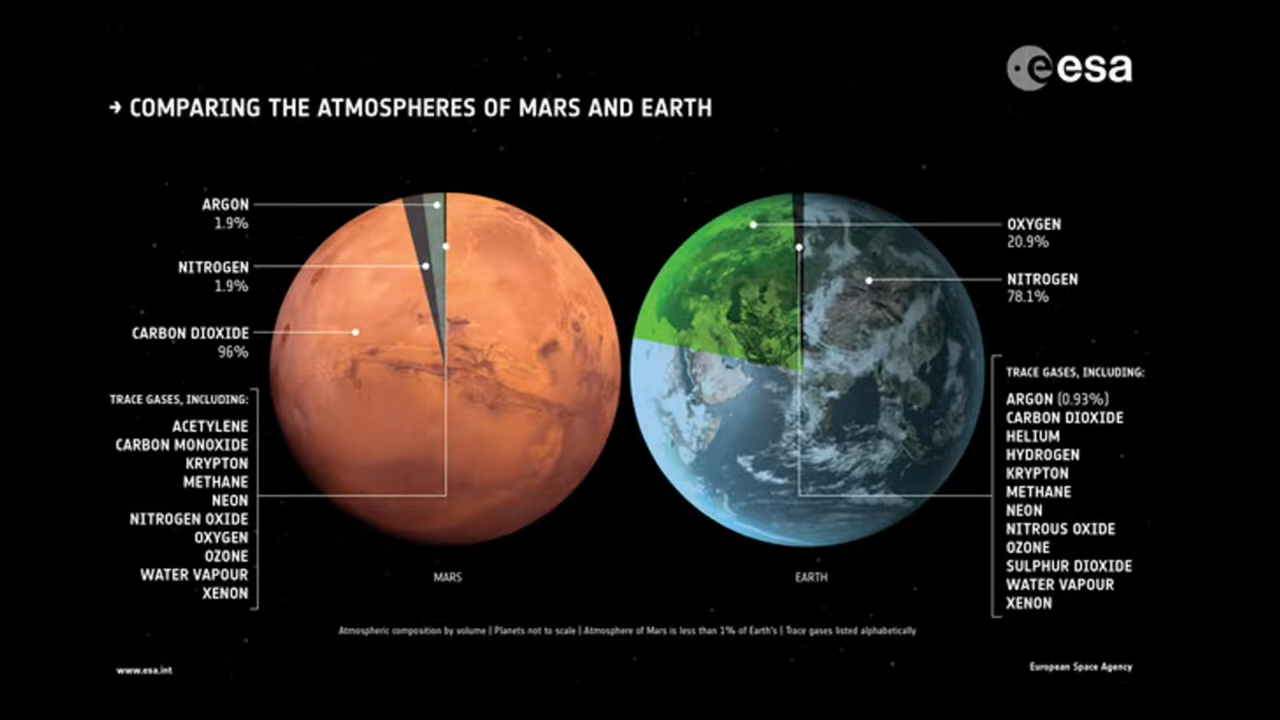 esa
→ COMPARING THE ATMOSPHERES OF MARS AND EARTH
ARGON
1.9%
NITROGEN
1.9%
CARBON DIOXIDE
96%
TRACE GASES, INCLUDING:
ACETYLENE
CARBON MONOXIDE
KRYPTON
METHANE
NEON
NITROGEN OXIDE
OXYGEN
OZONE
WATER VAPOUR
XENON
MARS
OXYGEN
20.9%
NITROGEN
78.1%
TRACE GASES, INCLUDING:
ARGON (0.93%)
CARBON DIOXIDE
HELIUM
HYDROGEN
KRYPTON
METHANE
NEON
NITROUS OXIDE
OZONE
SULPHUR DIOXIDE
WATER VAPOUR
XENON
EARTH
Atmospheric composition by volume | Planets not to scale | Atmosphere of Mars is less than 1% of Earth's | Trace gases listed alphabetically
www.esa.int
European Space Agency